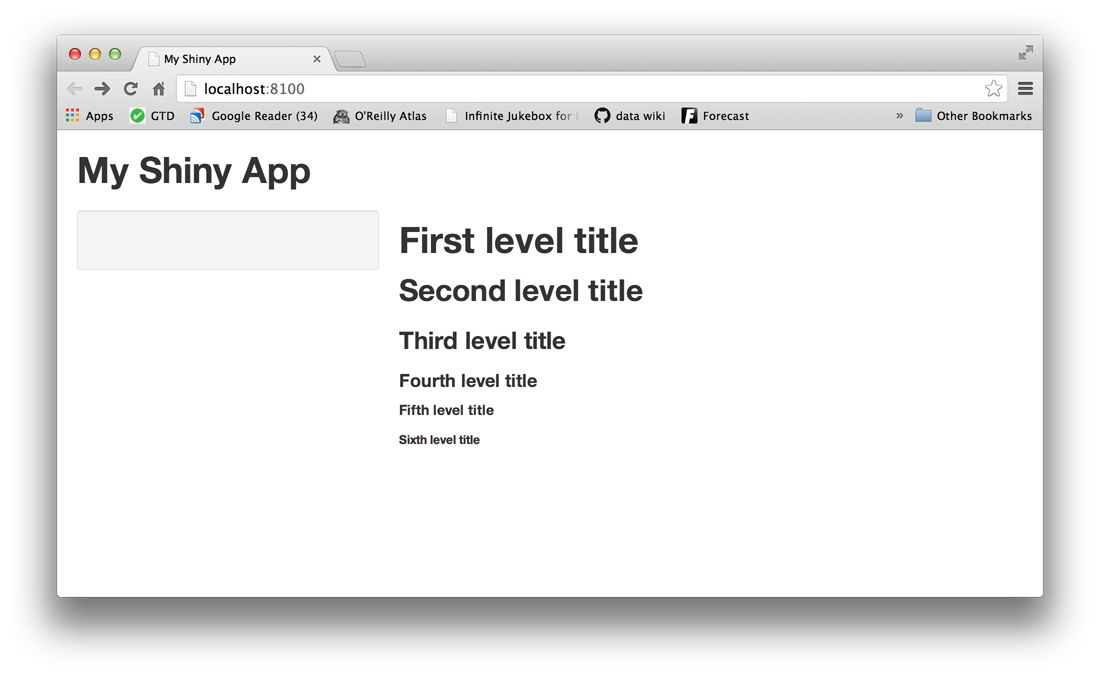 My Shiny App
localhost:8100
Apps GTD Google Reader (34) O'Reilly Atlas Infinite Jukebox for data wiki Forecast » Other Bookmarks
My Shiny App
First level title
Second level title
Third level title
Fourth level title
Fifth level title
Sixth level title